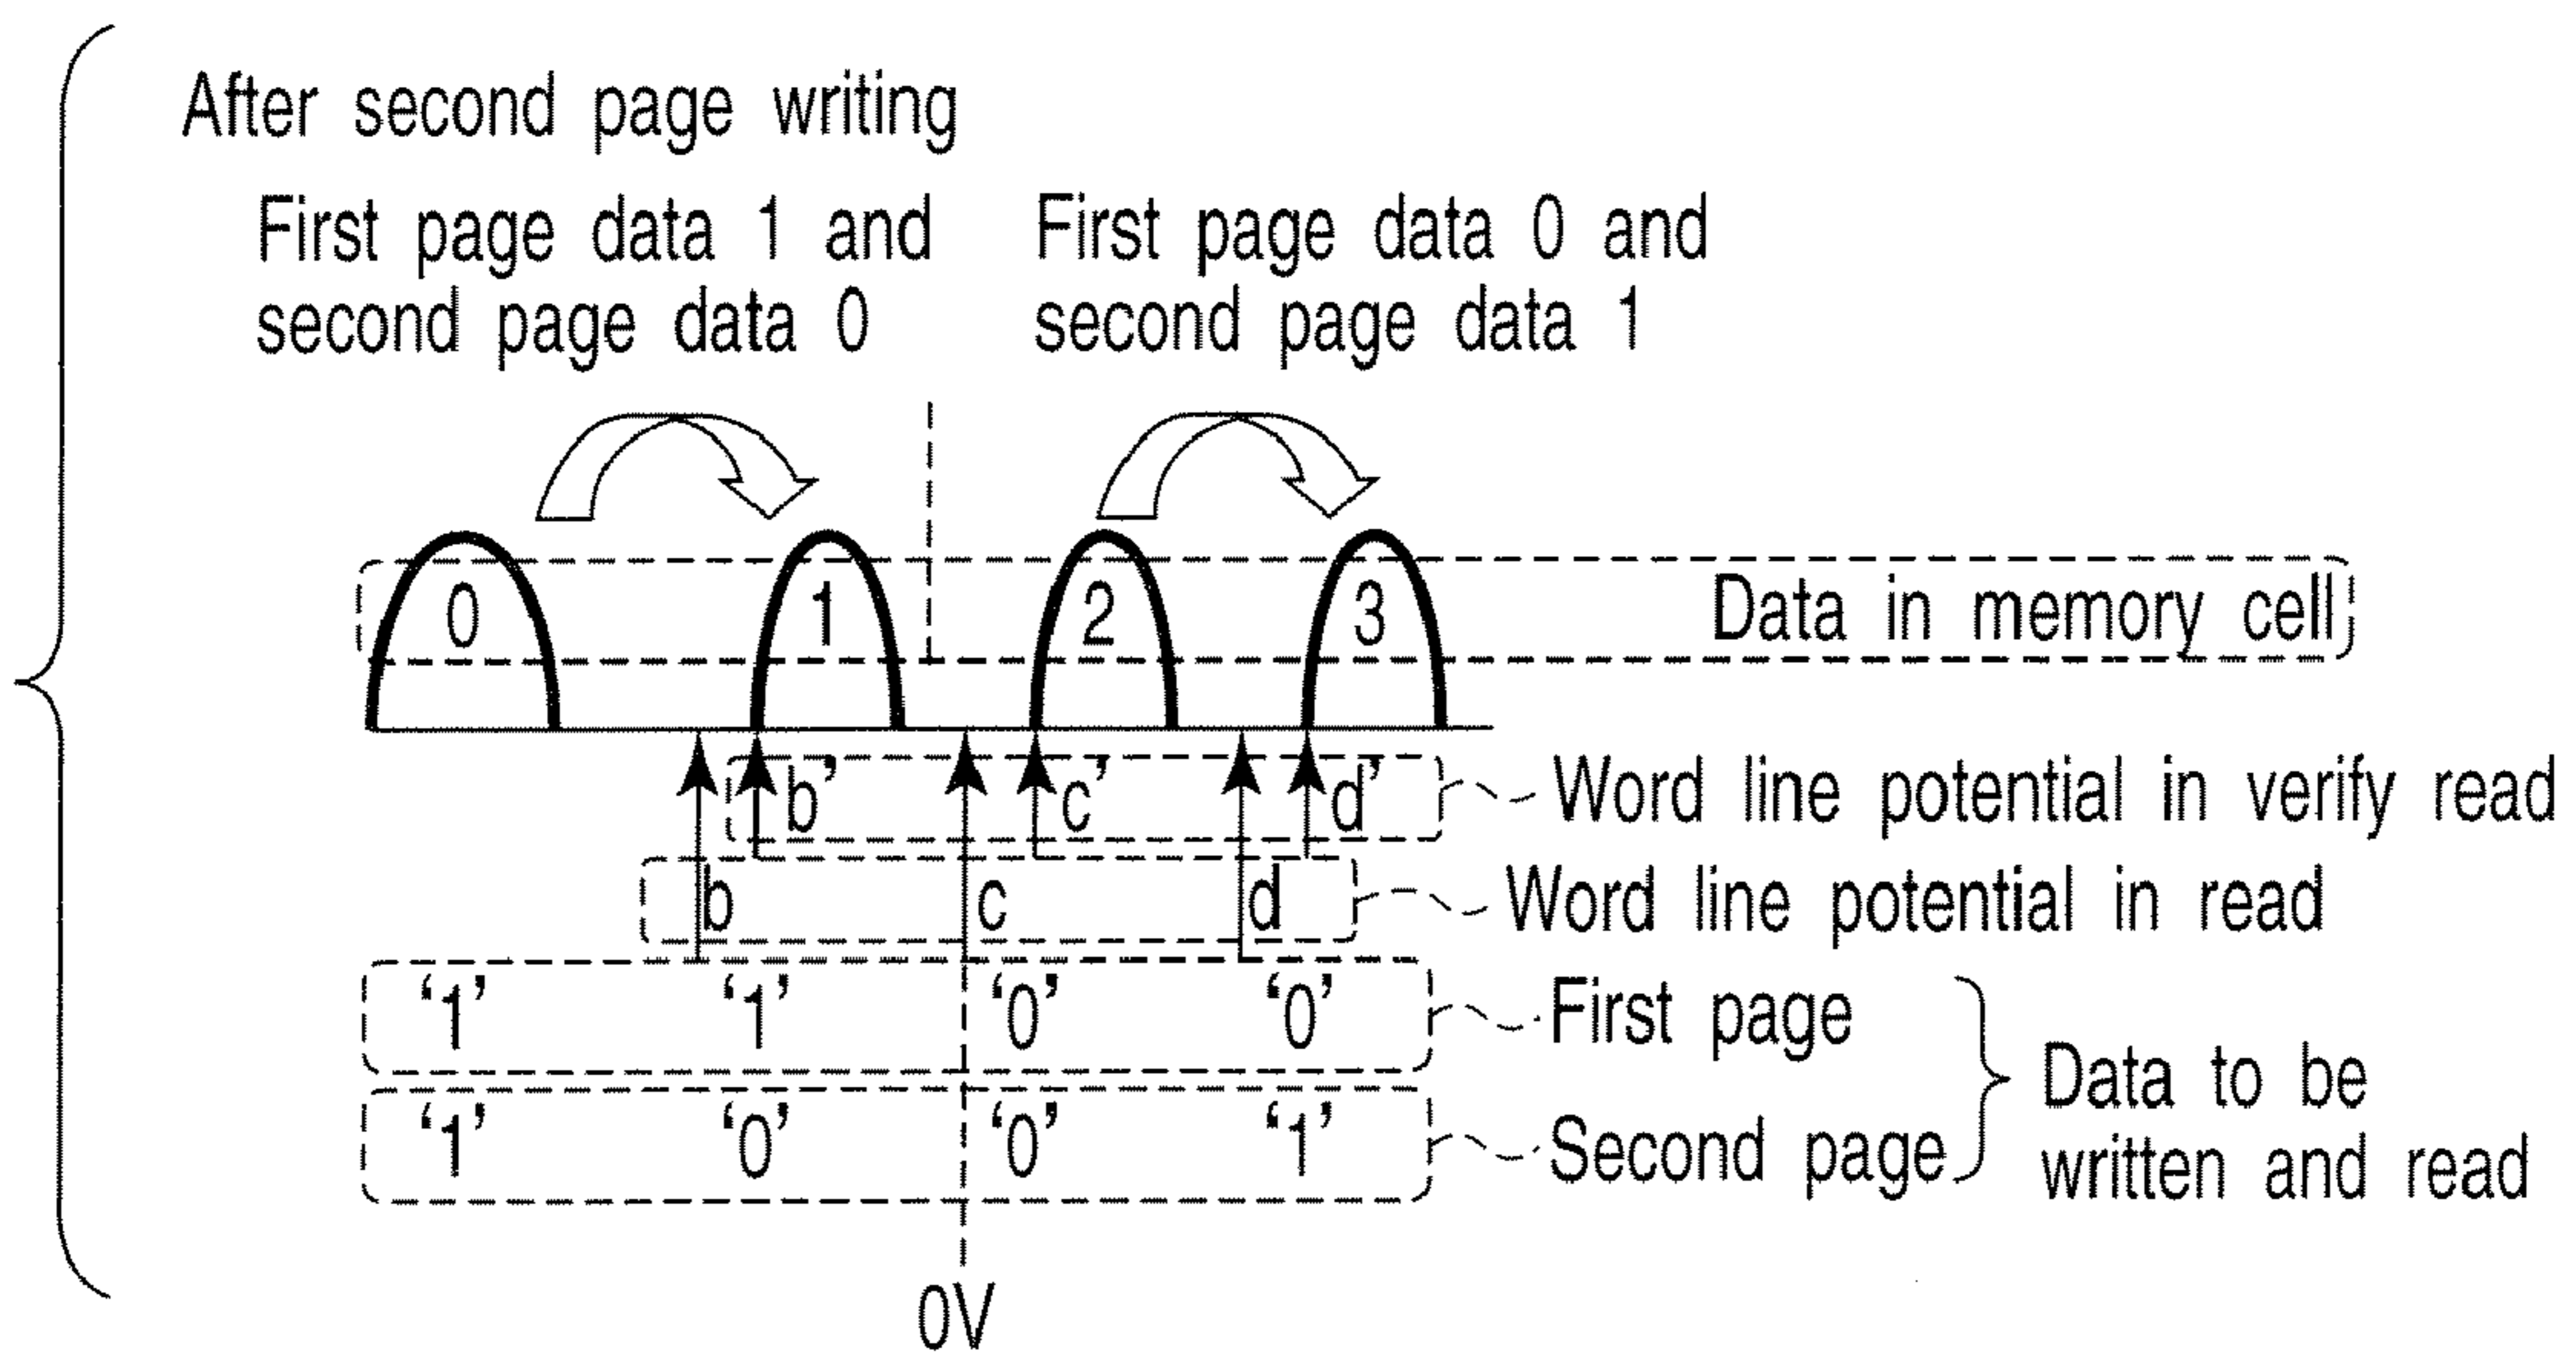 After second page writing
First page data 1 and
second page data 0
First page data 0 and
second page data 1
0 1 2 3 Data in memory cell
b’ c’ d’ Word line potential in verify read
b c d Word line potential in read
‘1’ ‘1’ ‘0’ ‘0’ First page
‘1’ ‘0’ ‘0’ ‘1’ Second page
Data to be
written and read
0V